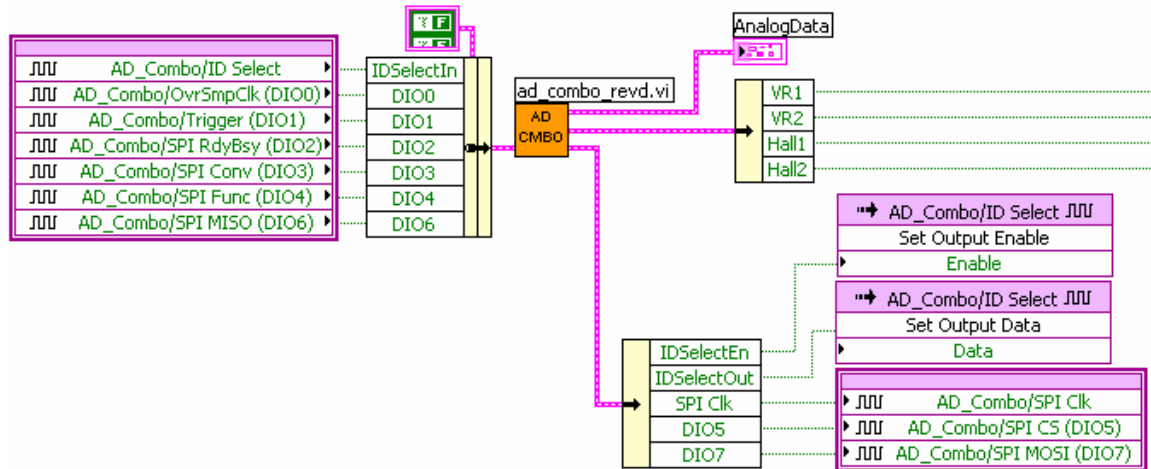 AnalogData
AD_Combo/ID Select
AD_Combo/OvrSmpClk (DIO0)
AD_Combo/Trigger (DIO1)
AD_Combo/SPI RdyBsy (DIO2)
AD_Combo/SPI Conv (DIO3)
AD_Combo/SPI Func (DIO4)
AD_Combo/SPI MISO (DIO6)
F
F
IDSelectIn
DIO0
DIO1
DIO2
DIO3
DIO4
DIO6
ad_combo_revd.vi
AD
CMBO
VR1
VR2
Hall1
Hall2
AD_Combo/ID Select
Set Output Enable
Enable
AD_Combo/ID Select
Set Output Data
Data
IDSelectEn
IDSelectOut
SPI Clk
DIO5
DIO7
AD_Combo/SPI Clk
AD_Combo/SPI CS (DIO5)
AD_Combo/SPI MOSI (DIO7)